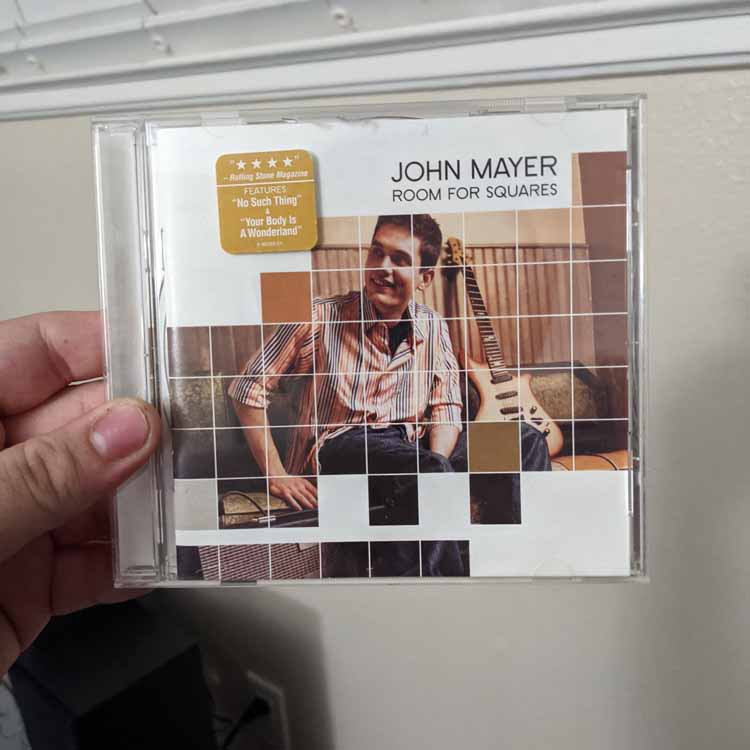 "★★★★"
– Rolling Stone Magazine
FEATURES
"No Such Thing"
&
"Your Body Is
A Wonderland"
JOHN MAYER
ROOM FOR SQUARES